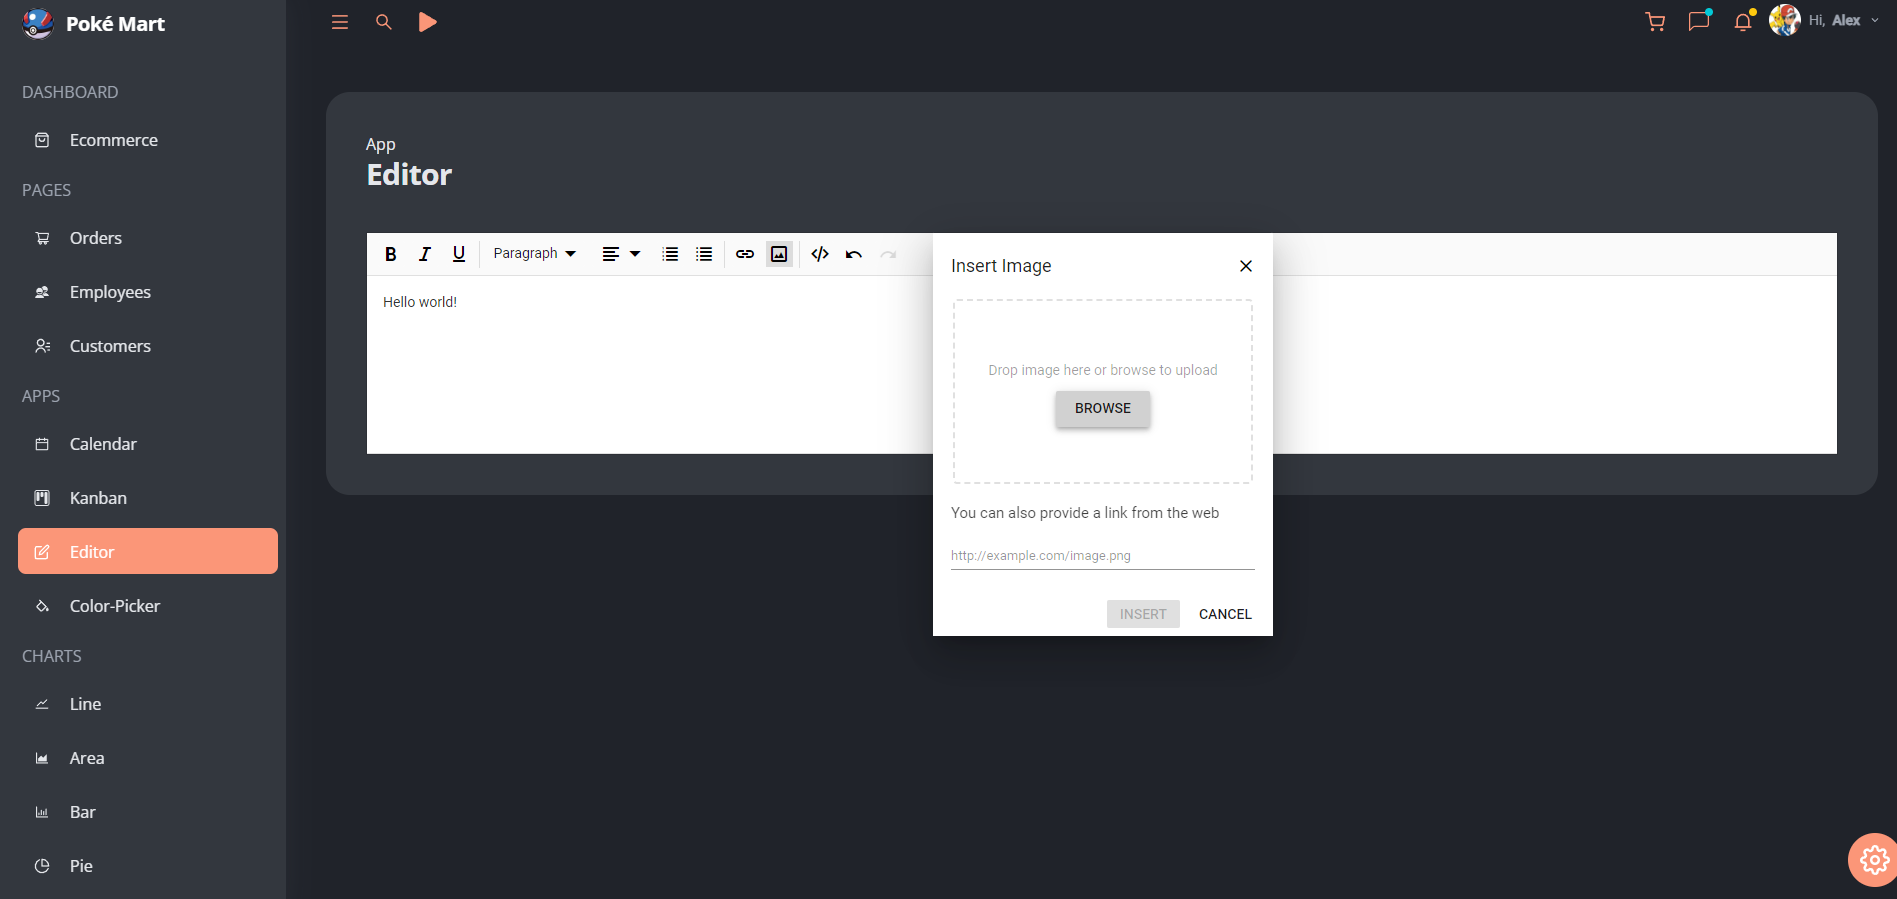 Poké Mart
Hi, Alex
DASHBOARD
Ecommerce
PAGES
Orders
Employees
Customers
APPS
Calendar
Kanban
Editor
Color-Picker
CHARTS
Line
Area
Bar
Pie
App
Editor
B I U Paragraph
Hello world!
Insert Image
Drop image here or browse to upload
BROWSE
You can also provide a link from the web
http://example.com/image.png
INSERT CANCEL